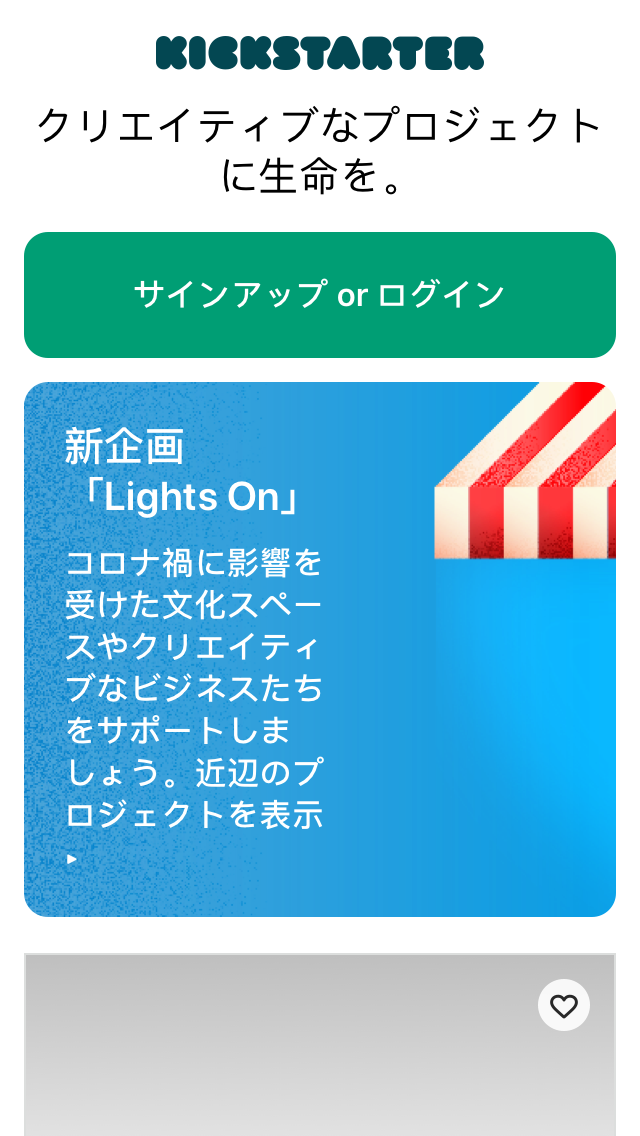 KICKSTARTER
クリエイティブなプロジェクト
に生命を。
サインアップ or ログイン
新企画
「Lights On」
コロナ禍に影響を
受けた文化スペー
スやクリエイティ
ブなビジネスたち
をサポートしま
しょう。近辺のプ
ロジェクトを表示
▸